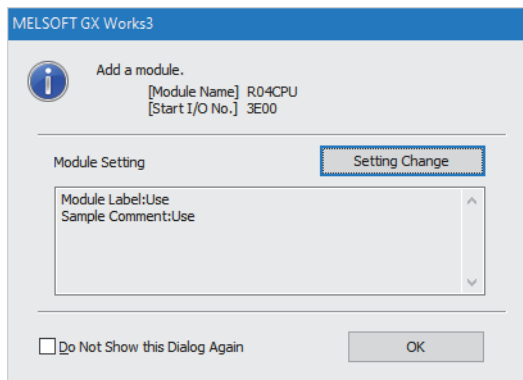 MELSOFT GX Works3
Add a module.
[Module Name] R04CPU
[Start I/O No.] 3E00
Module Setting
Setting Change
Module Label:Use
Sample Comment:Use
Do Not Show this Dialog Again
OK